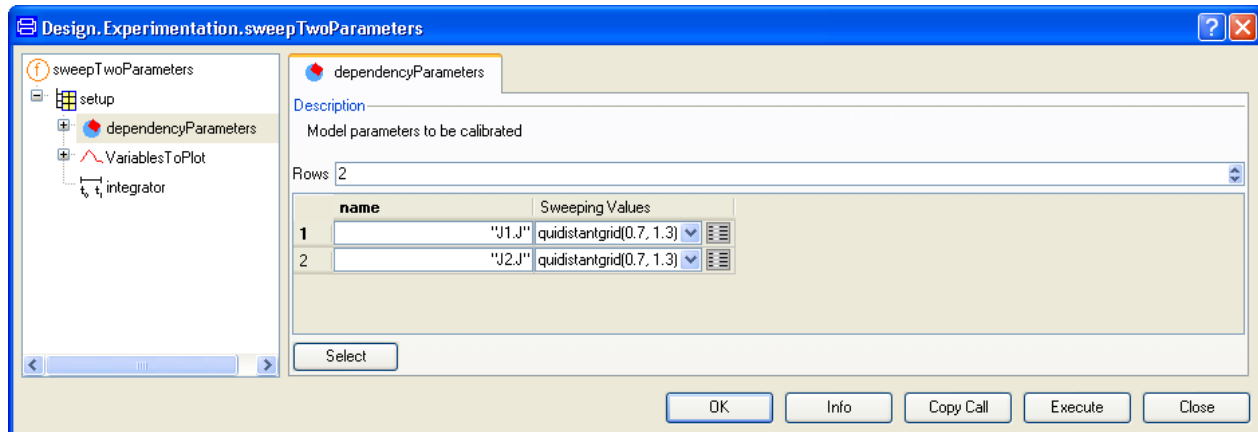 Design.Experimentation.sweepTwoParameters
sweepTwoParameters
setup
dependencyParameters
VariablesToPlot
t₀ t₁ integrator
dependencyParameters
Description
Model parameters to be calibrated
Rows 2
name Sweeping Values
1 "J1.J" quidistantgrid(0.7, 1.3)
2 "J2.J" quidistantgrid(0.7, 1.3)
Select
OK Info Copy Call Execute Close